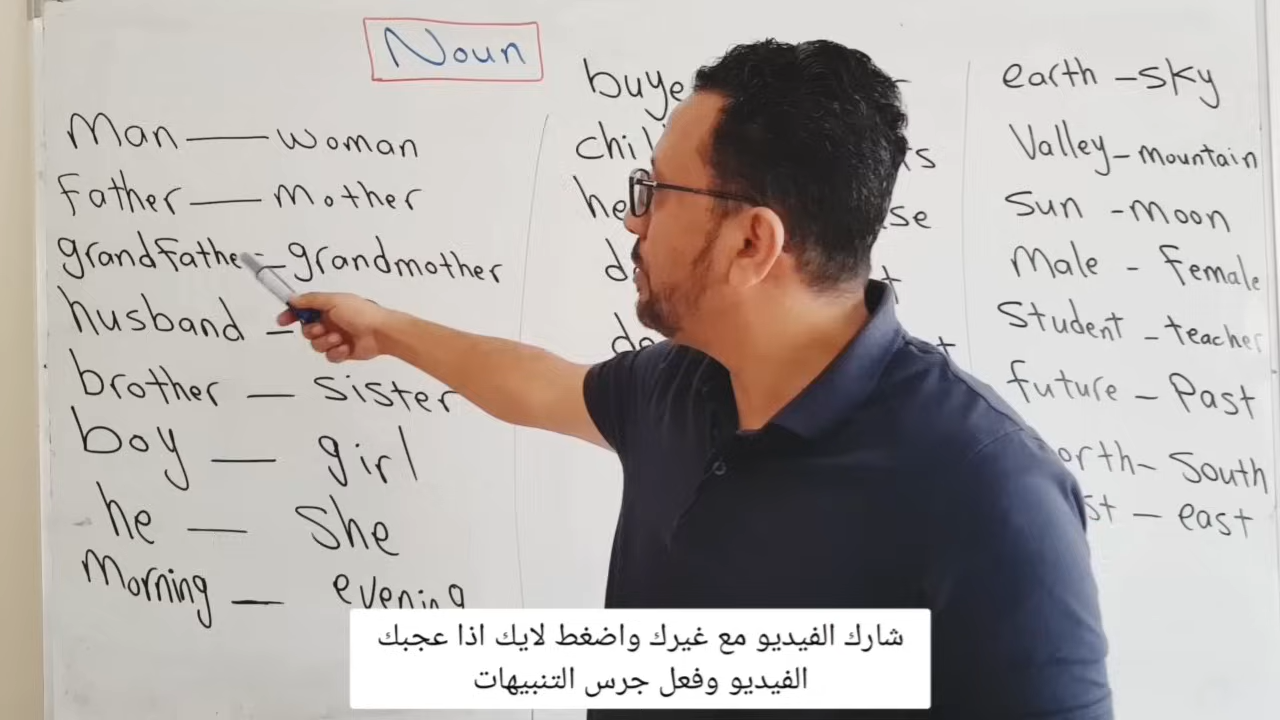 Noun
Man — woman
Father — Mother
grandfathe – grandmother
husband –
brother — sister
boy — girl
he — she
Morning — evening
buye
chil
earth – sky
Valley – mountain
Sun - moon
Male - Female
Student – teacher
future – Past
orth – South
st – east
شارك الفيديو مع غيرك واضغط لايك اذا عجبك
الفيديو وفعل جرس التنبيهات